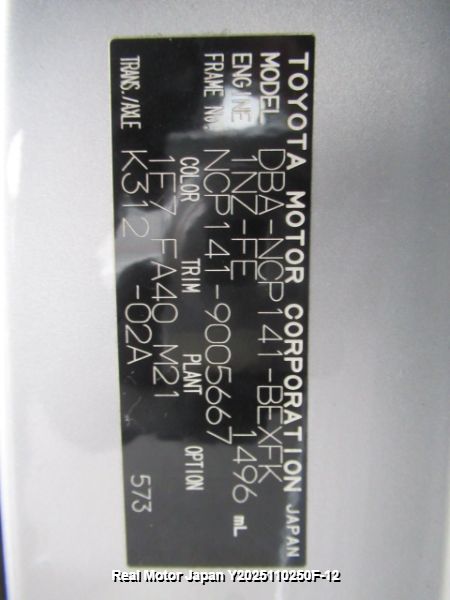 TOYOTA MOTOR CORPORATION JAPAN
MODEL DBA-NCP141-BEXFK
ENGINE 1NZ-FE 1496 mL
FRAME No. NCP141-9005667
COLOR TRIM PLANT OPTION
1E7 FA40 M21
TRANS./AXLE K312 -02A 573
Real Motor Japan Y2025110250F-12